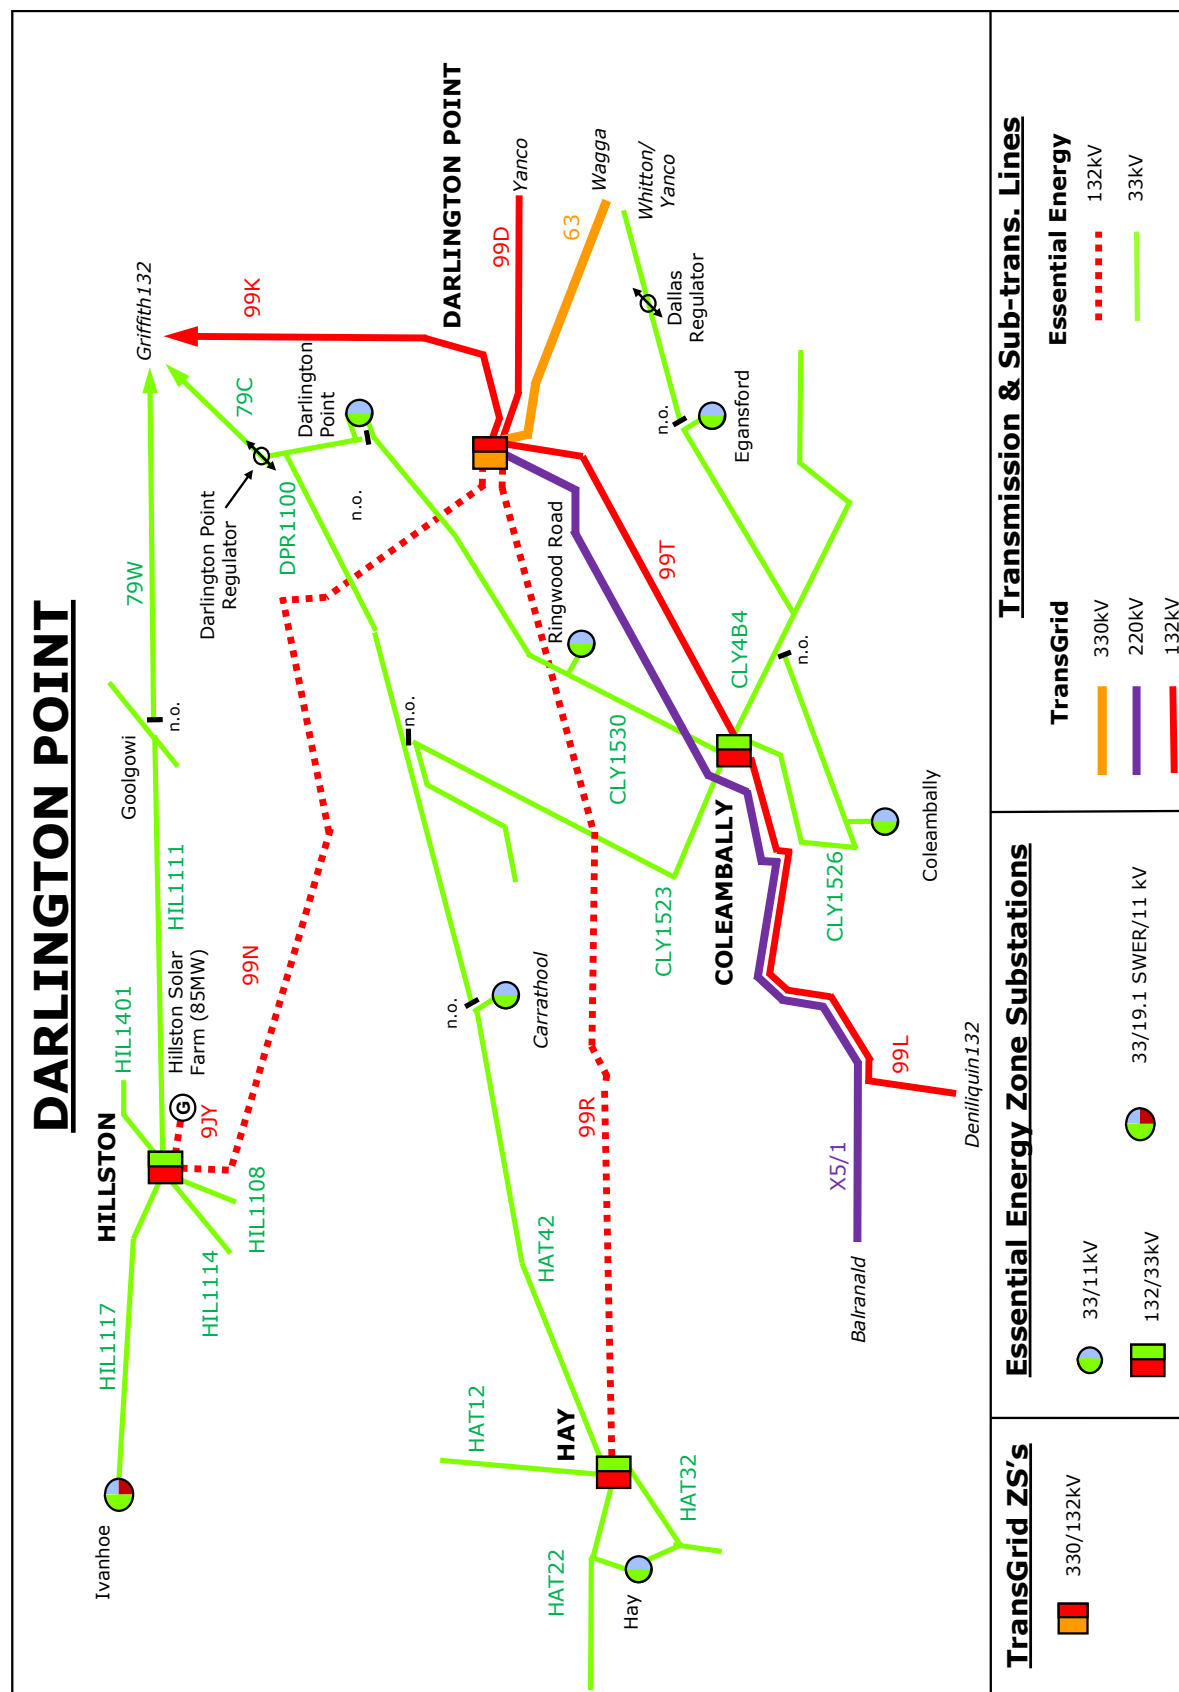 DARLINGTON POINT
Ivanhoe
HIL1117
HILLSTON
HIL1401
HIL1114
HIL1108
9JY
G
Hillston Solar
Farm (85MW)
HIL1111
Goolgowi
n.o.
79W
99N
Griffith132
79C
99K
Darlington Point
Regulator
DPR1100
Darlington
Point
n.o.
DARLINGTON POINT
99D
Yanco
63
Wagga
Whitton/
Yanco
Dallas
Regulator
n.o.
Egansford
n.o.
n.o.
Carrathool
HAT42
HAT12
HAY
HAT22
Hay
HAT32
99R
Ringwood Road
CLY1530
CLY1523
99T
CLY4B4
n.o.
COLEAMBALLY
CLY1526
Coleambally
99L
Deniliquin132
X5/1
Balranald
TransGrid ZS's
330/132kV
Essential Energy Zone Substations
33/11kV
33/19.1 SWER/11 kV
132/33kV
Transmission & Sub-trans. Lines
TransGrid
330kV
220kV
132kV
Essential Energy
132kV
33kV